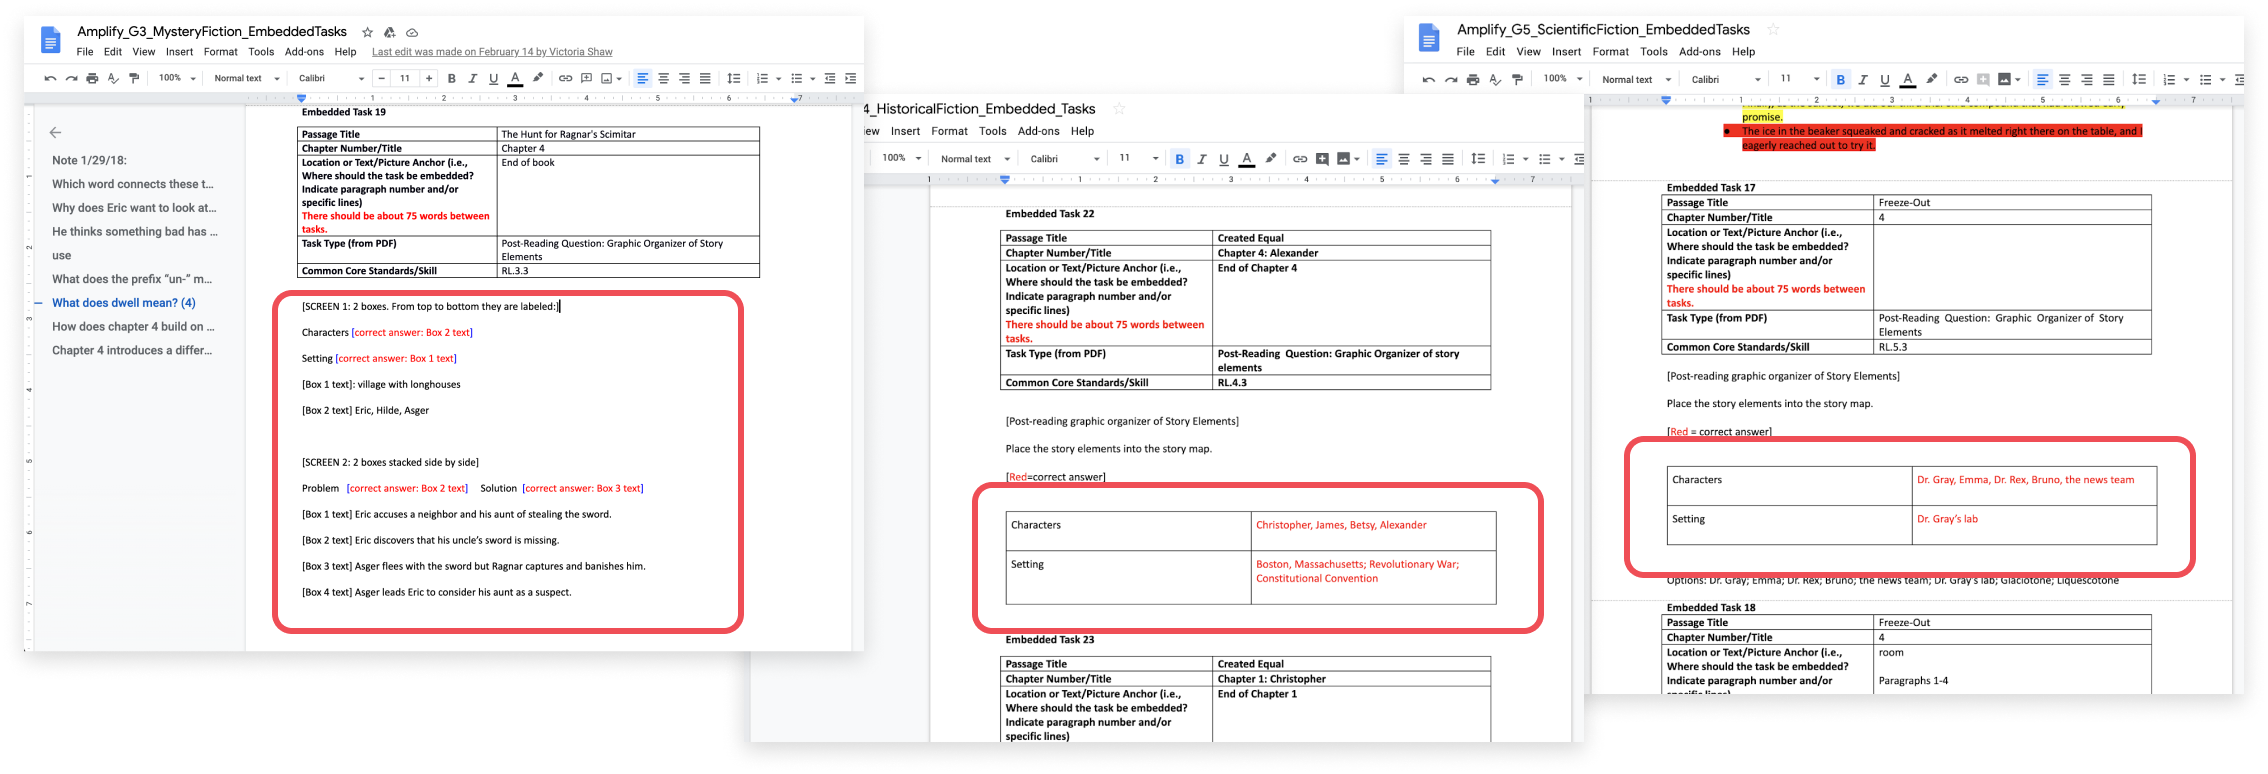 Amplify_G3_MysteryFiction_EmbeddedTasks
File Edit View Insert Format Tools Add-ons Help Last edit was made on February 14 by Victoria Shaw
100% Normal text Calibri 11
Note 1/29/18:
Which word connects these t...
Why does Eric want to look at...
He thinks something bad has ...
use
What does the prefix "un-" m...
What does dwell mean? (4)
How does chapter 4 build on ...
Chapter 4 introduces a differ...
Embedded Task 19
Passage Title The Hunt for Ragnar's Scimitar
Chapter Number/Title Chapter 4
Location or Text/Picture Anchor (i.e., End of book
Where should the task be embedded?
Indicate paragraph number and/or
specific lines)
There should be about 75 words between
tasks.
Task Type (from PDF) Post-Reading Question: Graphic Organizer of Story
Elements
Common Core Standards/Skill RL.3.3
[SCREEN 1: 2 boxes. From top to bottom they are labeled:]
Characters [correct answer: Box 2 text]
Setting [correct answer: Box 1 text]
[Box 1 text]: village with longhouses
[Box 2 text] Eric, Hilde, Asger
[SCREEN 2: 2 boxes stacked side by side]
Problem [correct answer: Box 2 text] Solution [correct answer: Box 3 text]
[Box 1 text] Eric accuses a neighbor and his aunt of stealing the sword.
[Box 2 text] Eric discovers that his uncle's sword is missing.
[Box 3 text] Asger flees with the sword but Ragnar captures and banishes him.
[Box 4 text] Asger leads Eric to consider his aunt as a suspect.
4_HistoricalFiction_Embedded_Tasks
ew Insert Format Tools Add-ons Help
100% Normal text Calibri 11
Embedded Task 22
Passage Title Created Equal
Chapter Number/Title Chapter 4: Alexander
Location or Text/Picture Anchor (i.e., End of Chapter 4
Where should the task be embedded?
Indicate paragraph number and/or
specific lines)
There should be about 75 words between
tasks.
Task Type (from PDF) Post-Reading Question: Graphic Organizer of story
elements
Common Core Standards/Skill RL.4.3
[Post-reading graphic organizer of Story Elements]
Place the story elements into the story map.
[Red=correct answer]
Characters Christopher, James, Betsy, Alexander
Setting Boston, Massachusetts; Revolutionary War;
Constitutional Convention
Embedded Task 23
Passage Title Created Equal
Chapter Number/Title Chapter 1: Christopher
Location or Text/Picture Anchor (i.e., End of Chapter 1
Where should the task be embedded?
Indicate paragraph number and/or
specific lines)
Amplify_G5_ScientificFiction_EmbeddedTasks
File Edit View Insert Format Tools Add-ons Help
100% Normal text Calibri 11
promise.
The ice in the beaker squeaked and cracked as it melted right there on the table, and I
eagerly reached out to try it.
Embedded Task 17
Passage Title Freeze-Out
Chapter Number/Title 4
Location or Text/Picture Anchor (i.e.,
Where should the task be embedded?
Indicate paragraph number and/or
specific lines)
There should be about 75 words between
tasks.
Task Type (from PDF) Post-Reading Question: Graphic Organizer of Story
Elements
Common Core Standards/Skill RL.5.3
[Post-reading graphic organizer of Story Elements]
Place the story elements into the story map.
[Red = correct answer]
Characters Dr. Gray, Emma, Dr. Rex, Bruno, the news team
Setting Dr. Gray's lab
Options: Dr. Gray; Emma; Dr. Rex; Bruno; the news team; Dr. Gray's lab; Glaciotone; Liquescotone
Embedded Task 18
Passage Title Freeze-Out
Chapter Number/Title 4
Location or Text/Picture Anchor (i.e., room
Where should the task be embedded?
Indicate paragraph number and/or Paragraphs 1-4
specific lines)